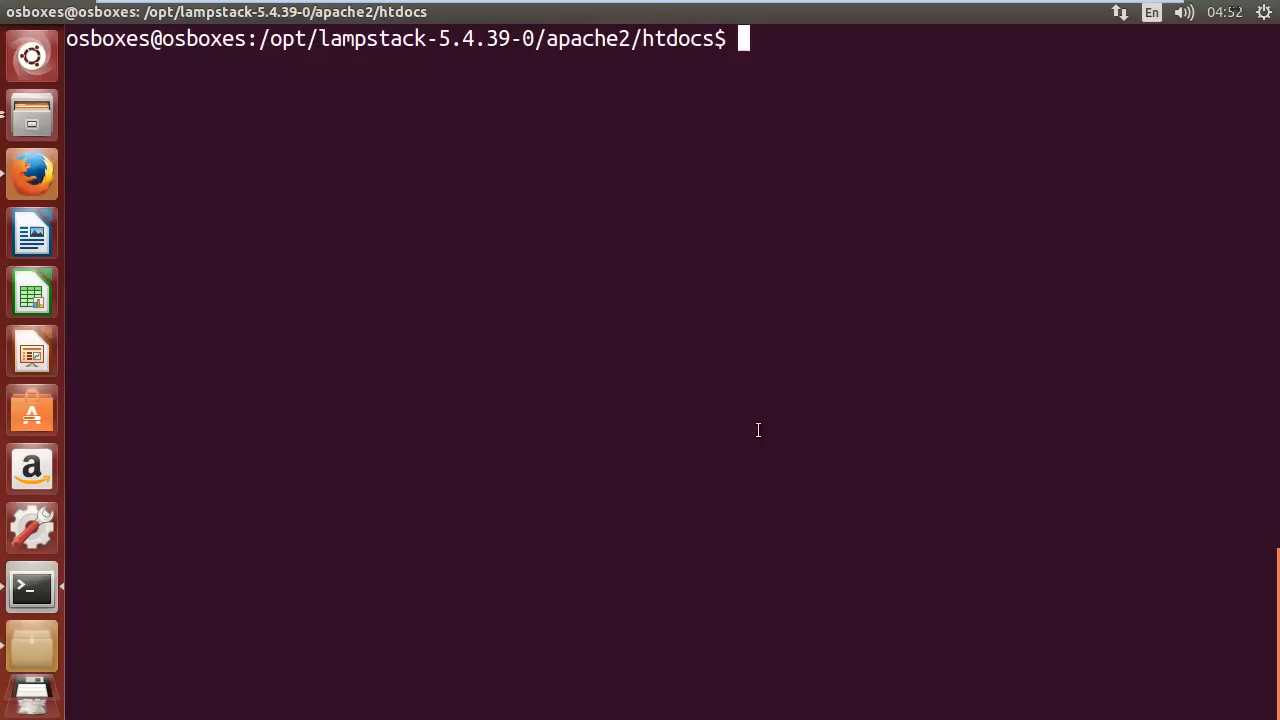 osboxes@osboxes: /opt/lampstack-5.4.39-0/apache2/htdocs
En
04:52
osboxes@osboxes:/opt/lampstack-5.4.39-0/apache2/htdocs$